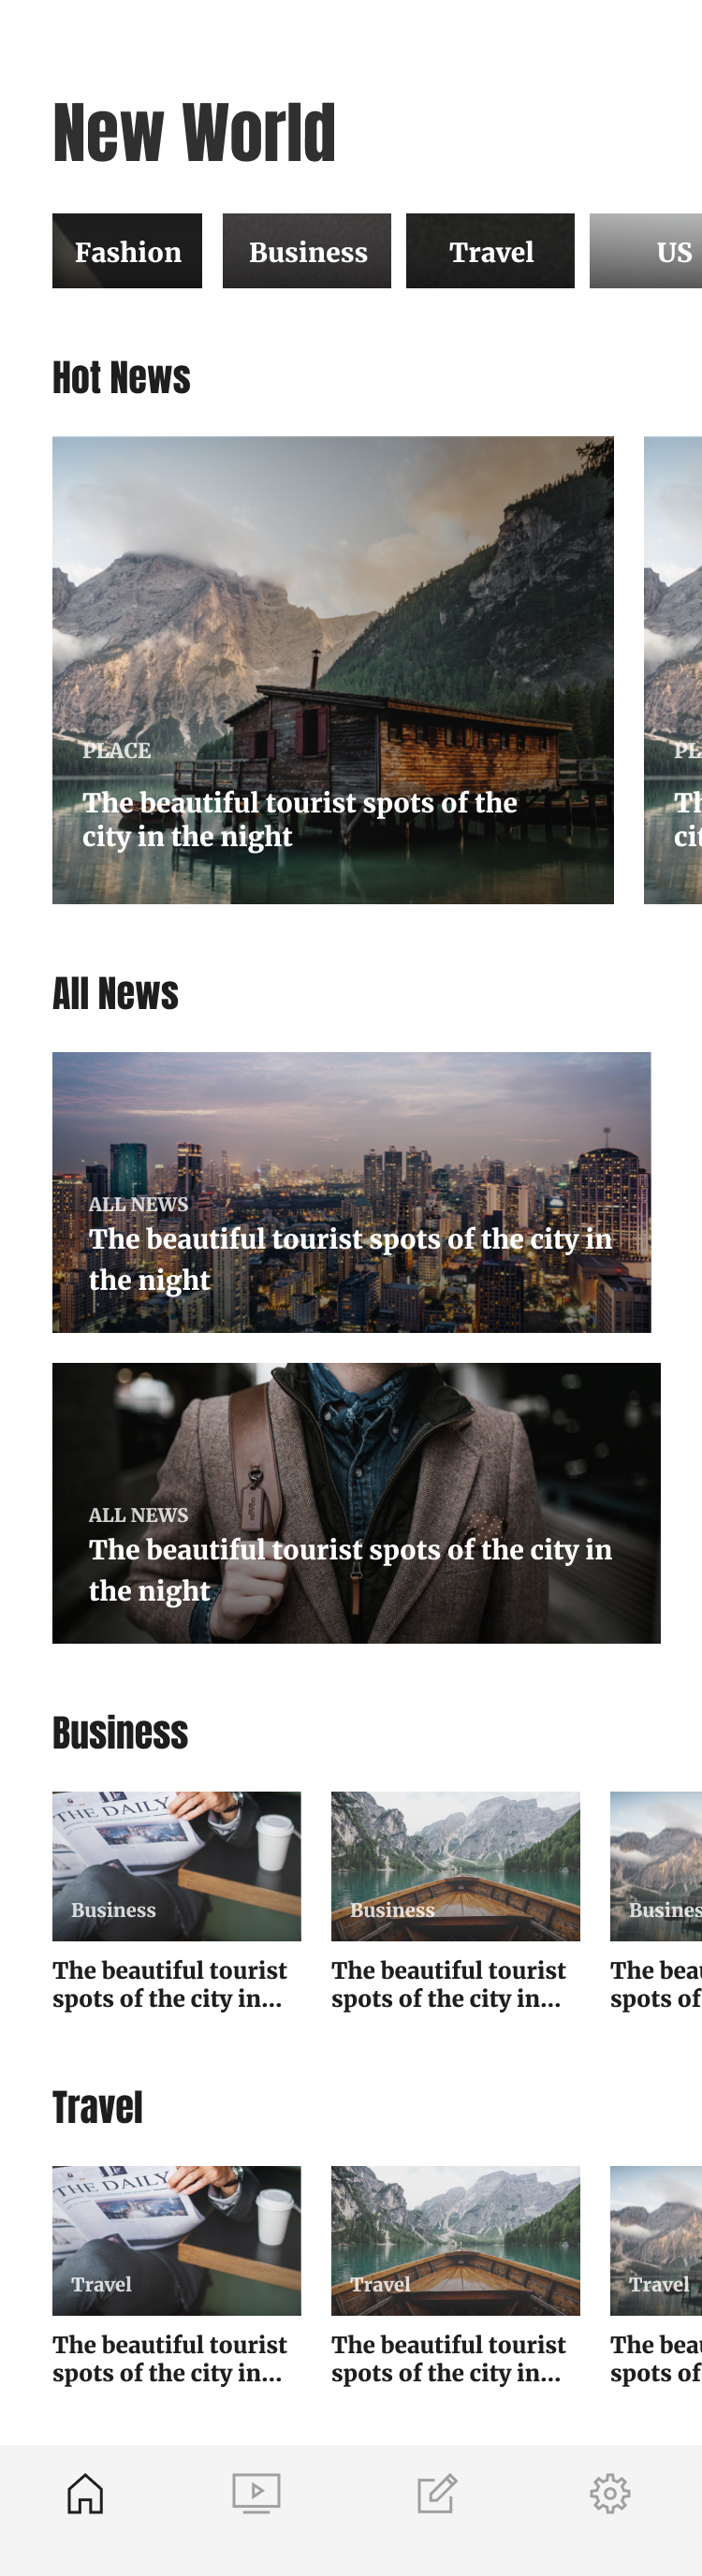 New World
Fashion
Business
Travel
US
Hot News
PLACE
The beautiful tourist spots of the
city in the night
PL
Th
cit
All News
ALL NEWS
The beautiful tourist spots of the city in
the night
ALL NEWS
The beautiful tourist spots of the city in
the night
Business
THE DAILY
Business
Business
Busines
The beautiful tourist
spots of the city in...
The beautiful tourist
spots of the city in...
The beau
spots of
Travel
THE DAILY
Travel
Travel
Travel
The beautiful tourist
spots of the city in...
The beautiful tourist
spots of the city in...
The beau
spots of